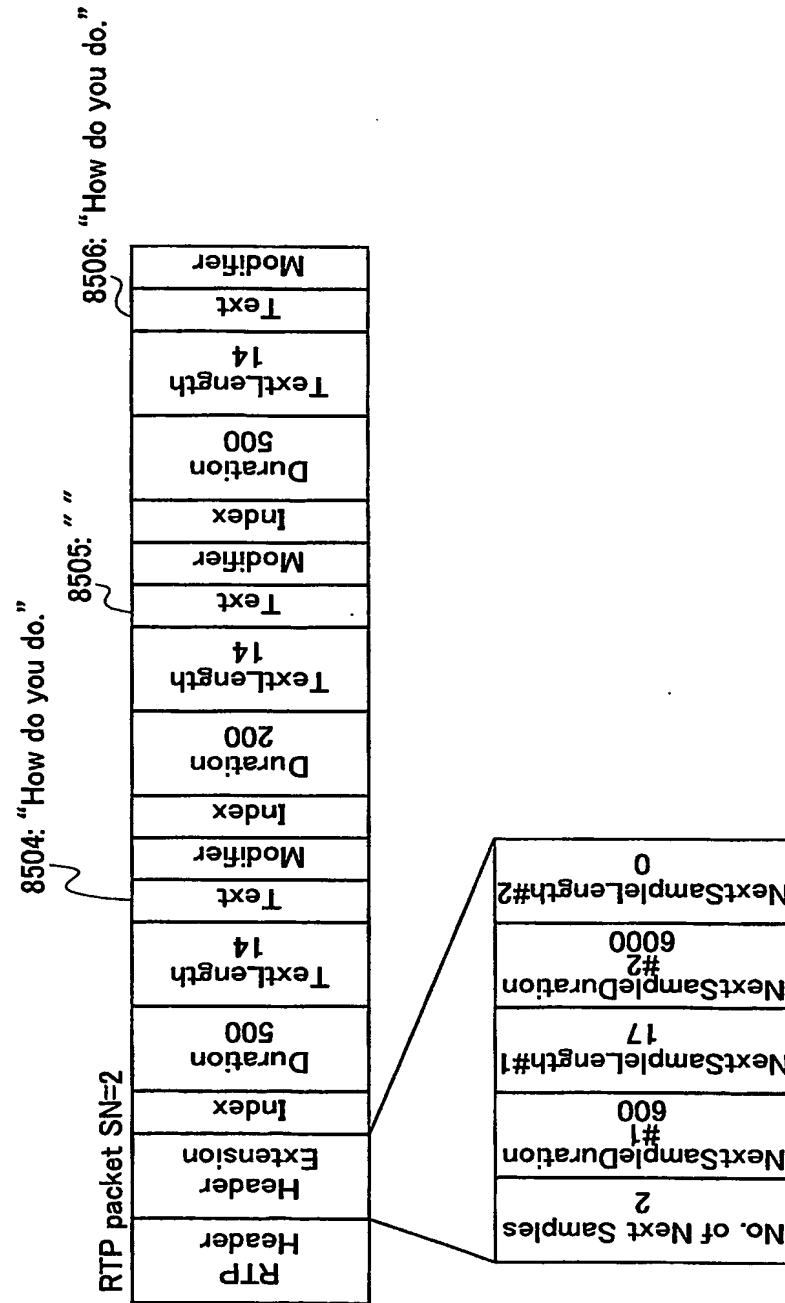 8504: “How do you do.”
8505: “ ”
8506: “How do you do.”
RTP packet SN=2
RTP
Header
Header
Extension
Index
Duration
500
TextLength
14
Text
Modifier
Index
Duration
200
TextLength
14
Text
Modifier
Index
Duration
500
TextLength
14
Text
Modifier
No. of Next Samples
2
NextSampleDuration
#1
600
NextSampleLength#1
17
NextSampleDuration
#2
6000
NextSampleLength#2
0